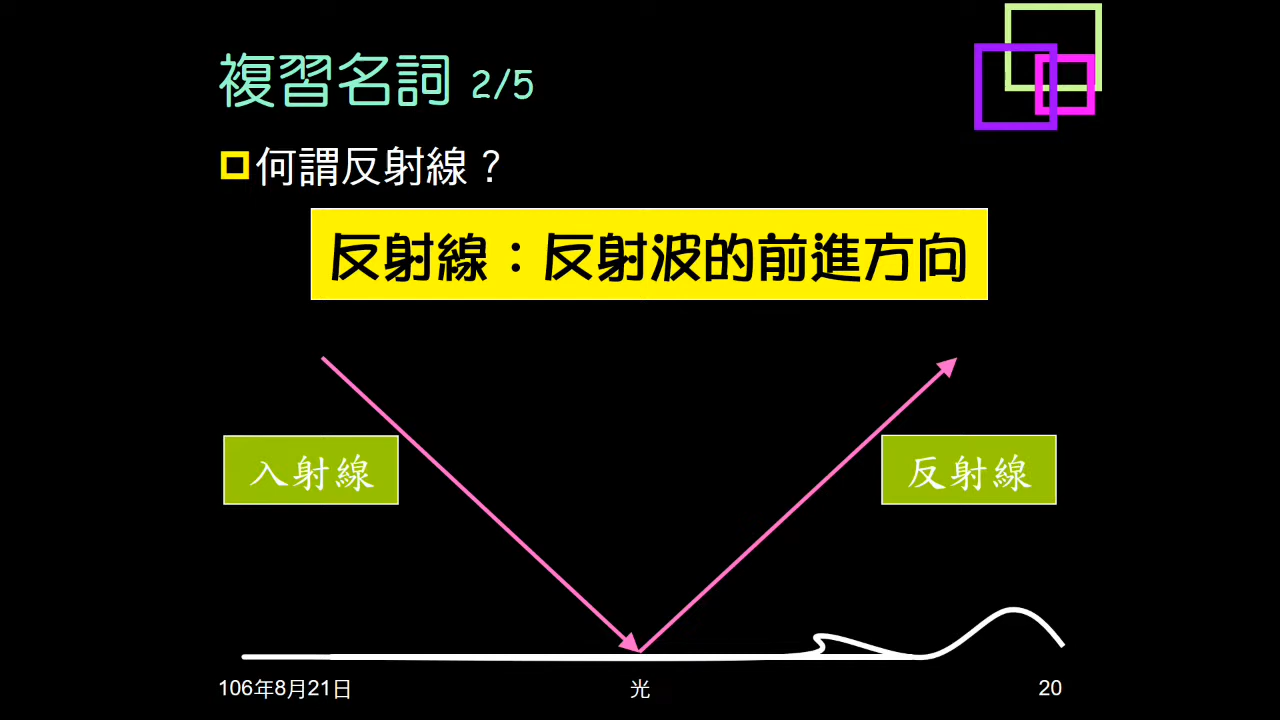 複習名詞 2/5
何謂反射線？
反射線：反射波的前進方向
入射線
反射線
106年8月21日
光
20